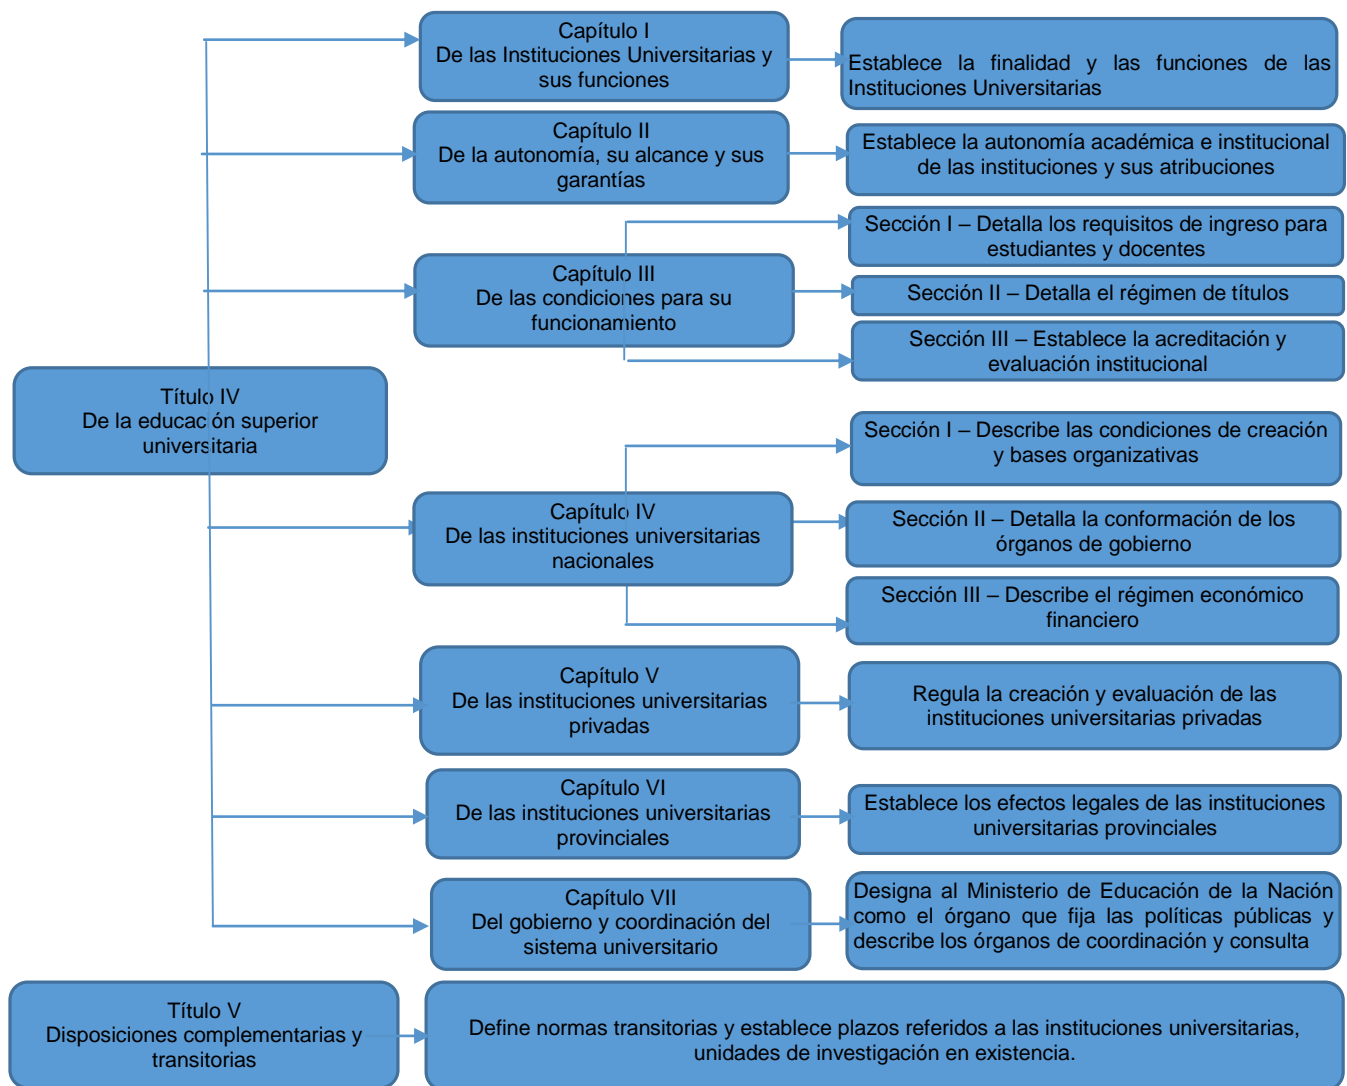 Capítulo I
De las Instituciones Universitarias y
sus funciones
Establece la finalidad y las funciones de las
Instituciones Universitarias
Capítulo II
De la autonomía, su alcance y sus
garantías
Establece la autonomía académica e institucional
de las instituciones y sus atribuciones
Capítulo III
De las condiciones para su
funcionamiento
Sección I – Detalla los requisitos de ingreso para
estudiantes y docentes
Sección II – Detalla el régimen de títulos
Sección III – Establece la acreditación y
evaluación institucional
Título IV
De la educación superior
universitaria
Capítulo IV
De las instituciones universitarias
nacionales
Sección I – Describe las condiciones de creación
y bases organizativas
Sección II – Detalla la conformación de los
órganos de gobierno
Sección III – Describe el régimen económico
financiero
Capítulo V
De las instituciones universitarias
privadas
Regula la creación y evaluación de las
instituciones universitarias privadas
Capítulo VI
De las instituciones universitarias
provinciales
Establece los efectos legales de las instituciones
universitarias provinciales
Capítulo VII
Del gobierno y coordinación del
sistema universitario
Designa al Ministerio de Educación de la Nación
como el órgano que fija las políticas públicas y
describe los órganos de coordinación y consulta
Título V
Disposiciones complementarias y
transitorias
Define normas transitorias y establece plazos referidos a las instituciones universitarias,
unidades de investigación en existencia.